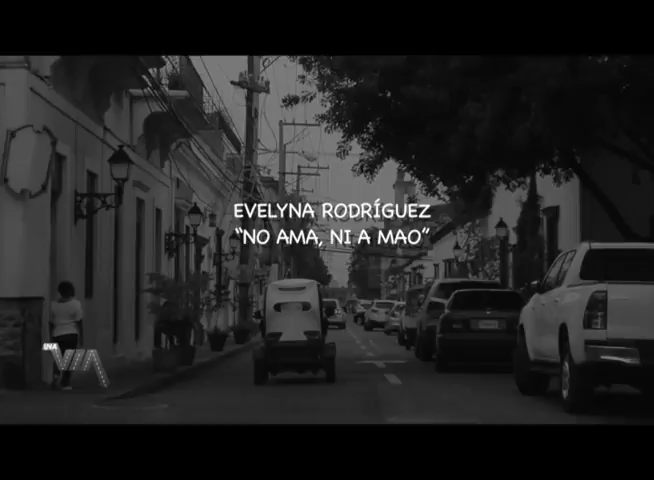 EVELYNA RODRÍGUEZ
“NO AMA, NI A MAO”
UNA
VIA